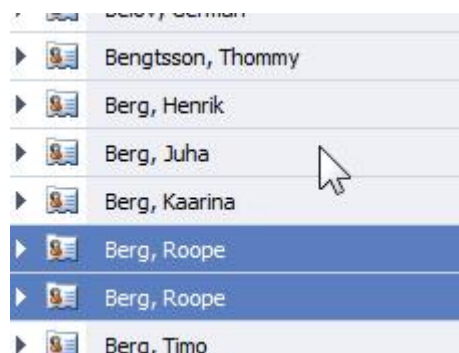 Bengtsson, Thommy
Berg, Henrik
Berg, Juha
Berg, Kaarina
Berg, Roope
Berg, Roope
Berg, Timo